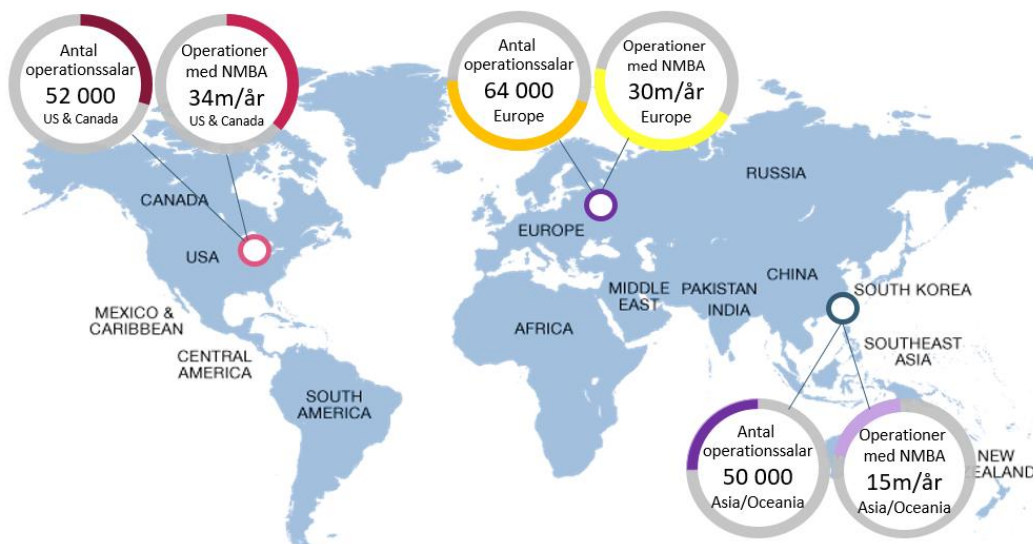 Antal
operationssalar
52 000
US & Canada
Operationer
med NMBA
34m/år
US & Canada
Antal
operationssalar
64 000
Europe
Operationer
med NMBA
30m/år
Europe
RUSSIA
CANADA
EUROPE
USA
CHINA
MIDDLE
EAST
PAKISTAN
INDIA
SOUTH KOREA
MEXICO &
CARIBBEAN
AFRICA
SOUTHEAST
ASIA
CENTRAL
AMERICA
SOUTH
AMERICA
Antal
operationssalar
50 000
Asia/Oceania
Operationer
med NMBA
15m/år
Asia/Oceania
NEW
ZEALAND